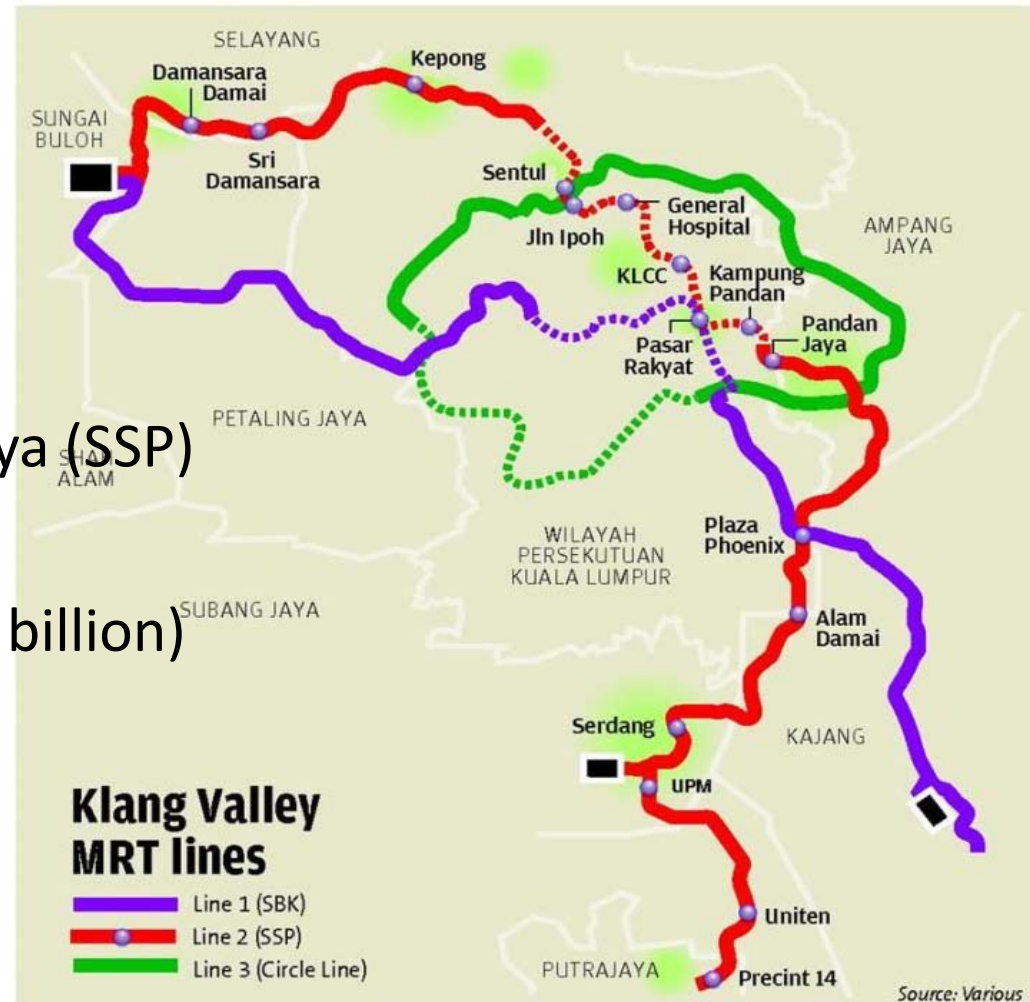 SELAYANG
Damansara
Damai
Kepong
SUNGAI
BULOH
Sri
Damansara
Sentul
Jln Ipoh
General
Hospital
AMPANG
JAYA
KLCC
Kampung
Pandan
Pandan
Jaya
Pasar
Rakyat
PETALING JAYA
ya (SSP)
SHAH
ALAM
Plaza
Phoenix
WILAYAH
PERSEKUTUAN
KUALA LUMPUR
SUBANG JAYA
billion)
Alam
Damai
Serdang
KAJANG
UPM
Klang Valley
MRT lines
Line 1 (SBK)
Line 2 (SSP)
Line 3 (Circle Line)
Uniten
PUTRAJAYA
Precint 14
Source: Various